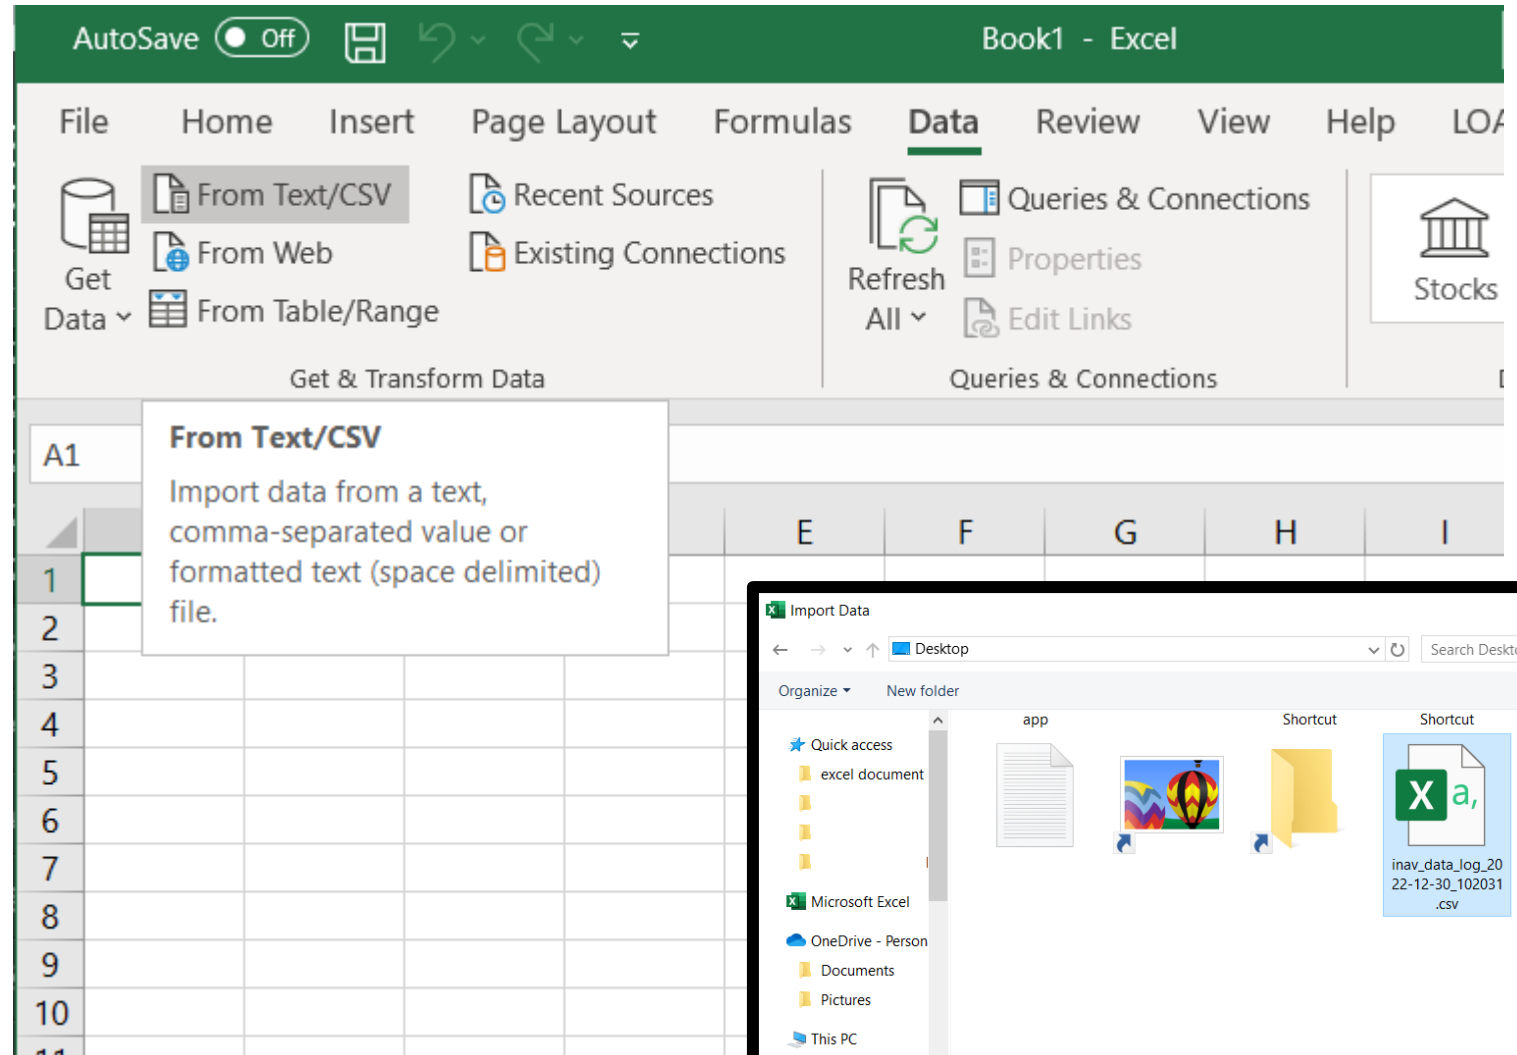 AutoSave Off
Book1 - Excel
File Home Insert Page Layout Formulas Data Review View Help
Get
Data
From Text/CSV
From Web
From Table/Range
Recent Sources
Existing Connections
Get & Transform Data
Refresh
All
Queries & Connections
Properties
Edit Links
Queries & Connections
Stocks
A1
From Text/CSV
Import data from a text,
comma-separated value or
formatted text (space delimited)
file.
E F G H I
1
2
3
4
5
6
7
8
9
10
11
Import Data
Desktop
Search
Organize New folder
Quick access
excel document
Microsoft Excel
OneDrive - Person
Documents
Pictures
This PC
app
Shortcut
Shortcut
X a,
inav_data_log_20
22-12-30_102031
.csv